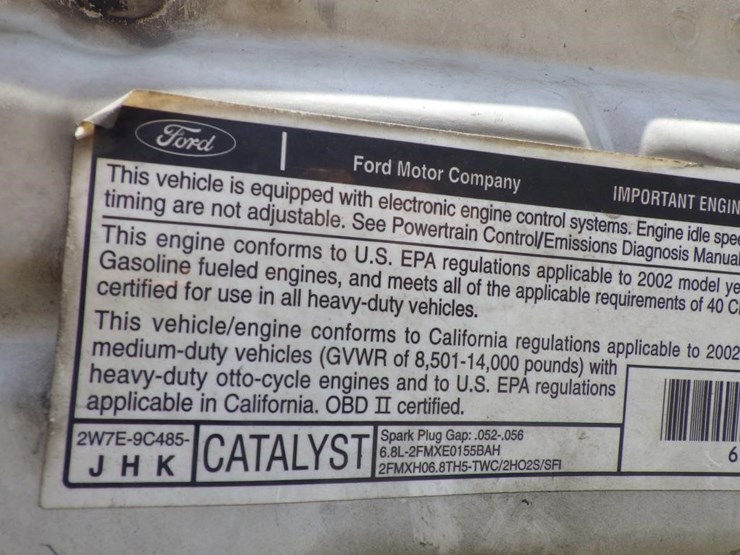 Ford
Ford Motor Company
IMPORTANT ENGIN
This vehicle is equipped with electronic engine control systems. Engine idle spee
timing are not adjustable. See Powertrain Control/Emissions Diagnosis Manual
This engine conforms to U.S. EPA regulations applicable to 2002 model ye
Gasoline fueled engines, and meets all of the applicable requirements of 40 C
certified for use in all heavy-duty vehicles.
This vehicle/engine conforms to California regulations applicable to 2002
medium-duty vehicles (GVWR of 8,501-14,000 pounds) with
heavy-duty otto-cycle engines and to U.S. EPA regulations
applicable in California. OBD II certified.
2W7E-9C485-
J H K
CATALYST
Spark Plug Gap: .052-.056
6.8L-2FMXE0155BAH
2FMXH06.8TH5-TWC/2HO2S/SFI
6